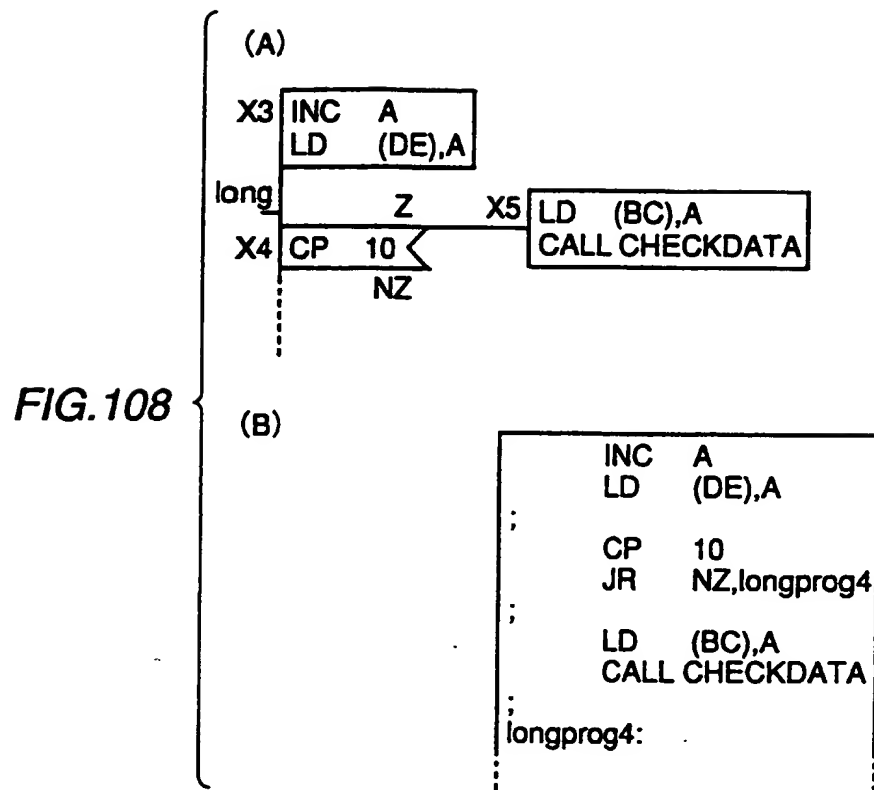 (A)
X3 INC A
LD (DE),A
long
Z
X5 LD (BC),A
X4 CP 10
CALL CHECKDATA
NZ
FIG.108
(B)
INC A
LD (DE),A
;
CP 10
JR NZ,longprog4
;
LD (BC),A
CALL CHECKDATA
;
longprog4: